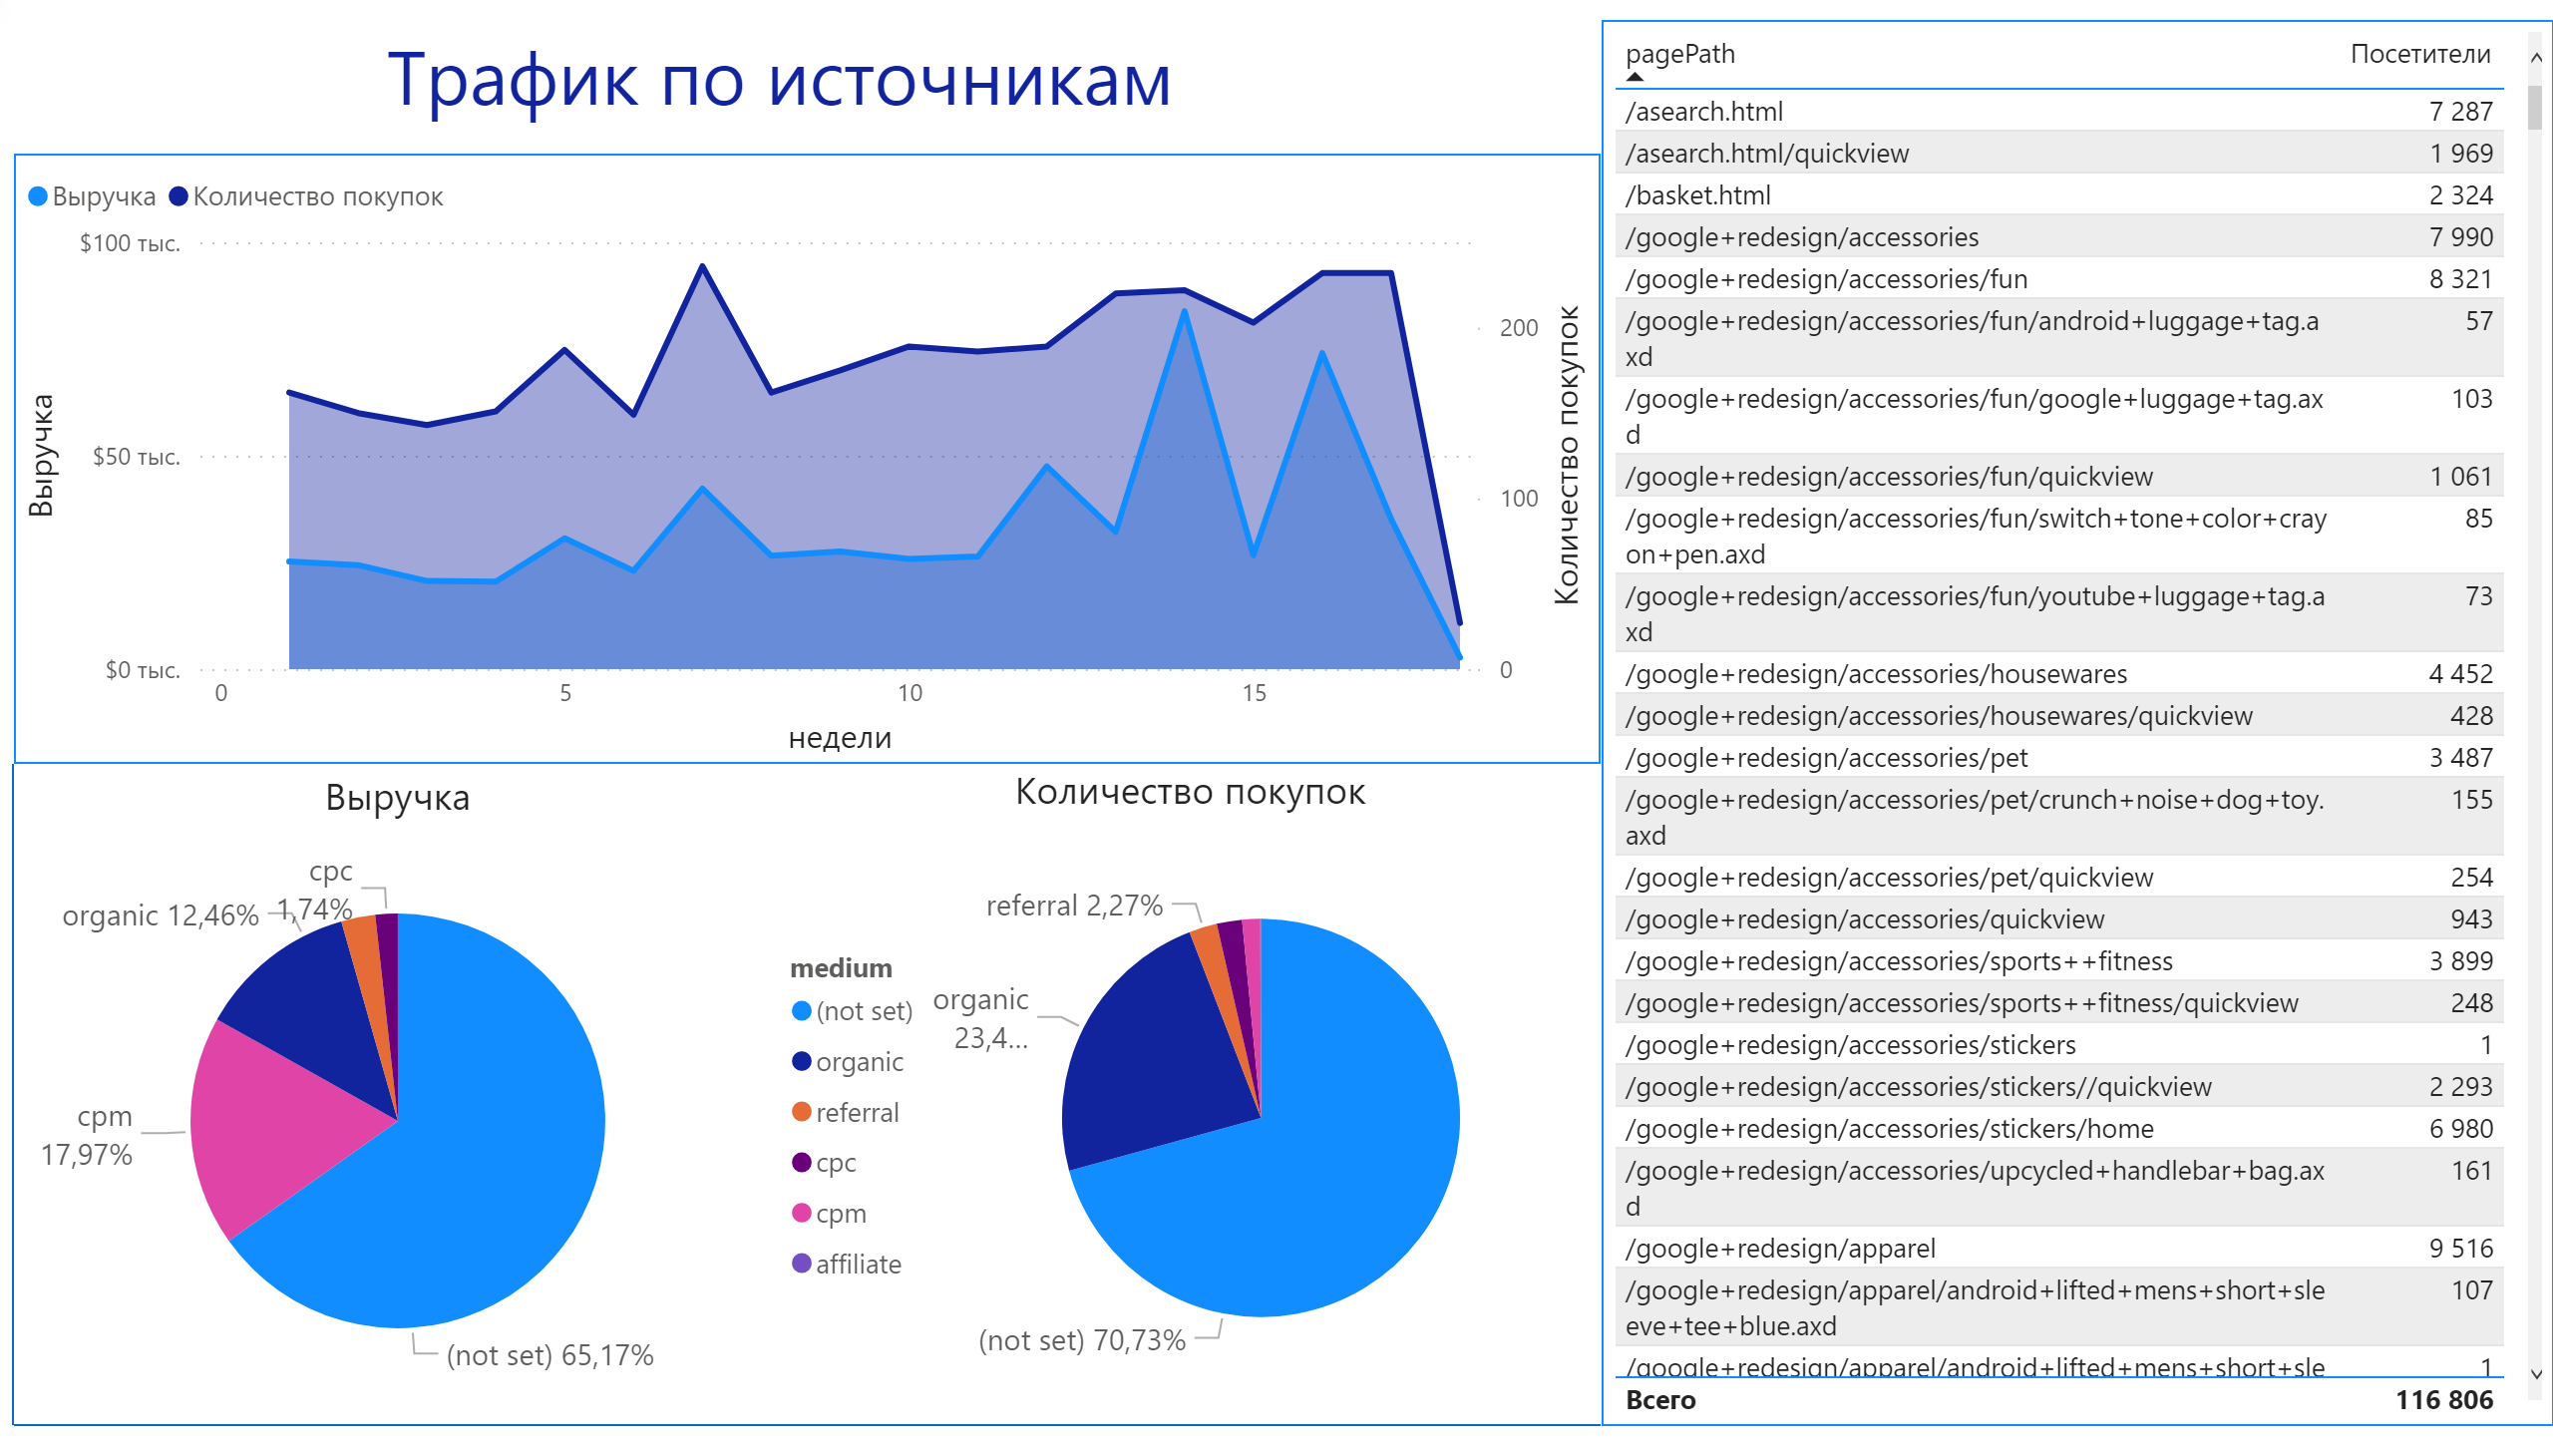 Трафик по источникам
Выручка Количество покупок
$100 тыс.
$50 тыс.
$0 тыс.
Выручка
200
100
0
Количество покупок
0 5 10 15
недели
Выручка
cpc
1,74%
organic 12,46%
cpm
17,97%
(not set) 65,17%
medium
(not set)
organic
referral
cpc
cpm
affiliate
Количество покупок
referral 2,27%
organic
23,4...
(not set) 70,73%
pagePath Посетители
/asearch.html 7 287
/asearch.html/quickview 1 969
/basket.html 2 324
/google+redesign/accessories 7 990
/google+redesign/accessories/fun 8 321
/google+redesign/accessories/fun/android+luggage+tag.a 57
xd
/google+redesign/accessories/fun/google+luggage+tag.ax 103
d
/google+redesign/accessories/fun/quickview 1 061
/google+redesign/accessories/fun/switch+tone+color+cray 85
on+pen.axd
/google+redesign/accessories/fun/youtube+luggage+tag.a 73
xd
/google+redesign/accessories/housewares 4 452
/google+redesign/accessories/housewares/quickview 428
/google+redesign/accessories/pet 3 487
/google+redesign/accessories/pet/crunch+noise+dog+toy. 155
axd
/google+redesign/accessories/pet/quickview 254
/google+redesign/accessories/quickview 943
/google+redesign/accessories/sports++fitness 3 899
/google+redesign/accessories/sports++fitness/quickview 248
/google+redesign/accessories/stickers 1
/google+redesign/accessories/stickers//quickview 2 293
/google+redesign/accessories/stickers/home 6 980
/google+redesign/accessories/upcycled+handlebar+bag.ax 161
d
/google+redesign/apparel 9 516
/google+redesign/apparel/android+lifted+mens+short+sle 107
eve+tee+blue.axd
/google+redesign/apparel/android+lifted+mens+short+sle 1
Всего 116 806